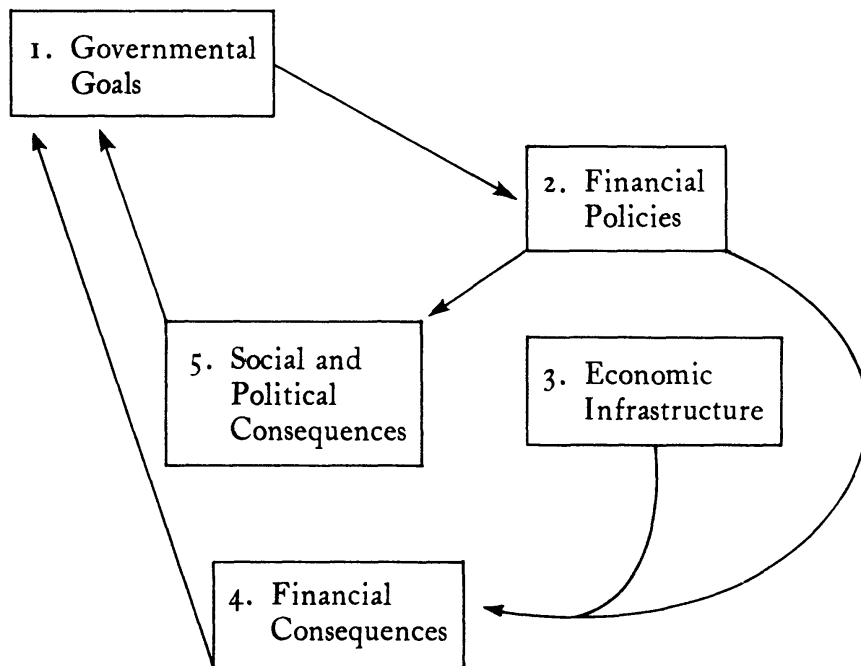 1. Governmental
Goals
2. Financial
Policies
5. Social and
Political
Consequences
3. Economic
Infrastructure
4. Financial
Consequences